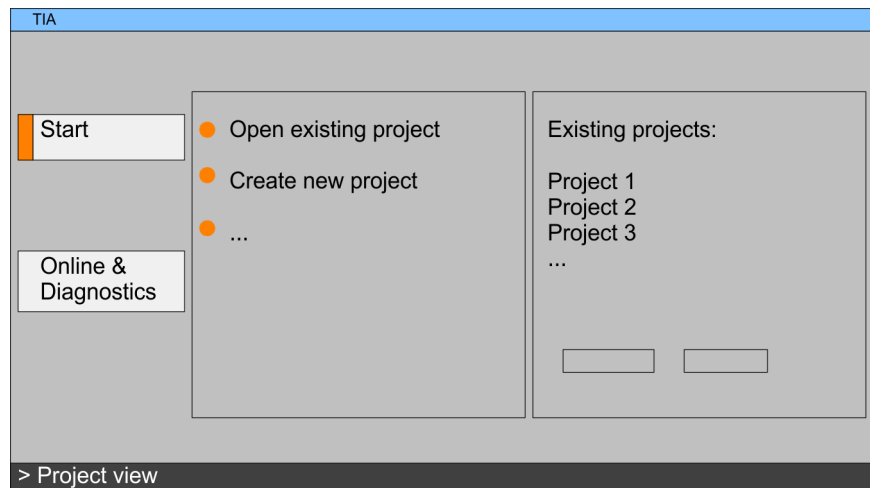 TIA
Start
Online &
Diagnostics
Open existing project
Create new project
...
Existing projects:
Project 1
Project 2
Project 3
...
> Project view